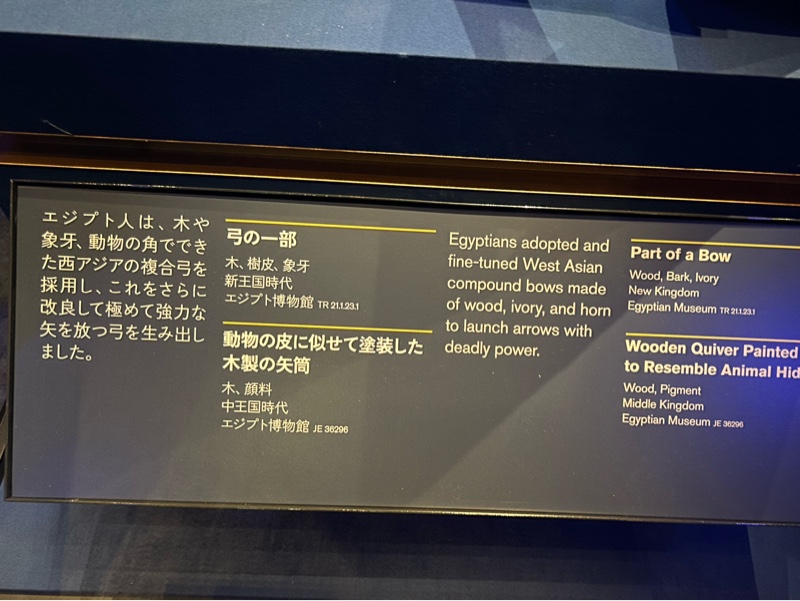 エジプト人は、木や
象牙、動物の角ででき
た西アジアの複合弓を
採用し、これをさらに
改良して極めて強力な
矢を放つ弓を生み出し
ました。
弓の一部
木、樹皮、象牙
新王国時代
エジプト博物館 TR 21.1.23.1
動物の皮に似せて塗装した
木製の矢筒
木、顔料
中王国時代
エジプト博物館 JE 36296
Egyptians adopted and
fine-tuned West Asian
compound bows made
of wood, ivory, and horn
to launch arrows with
deadly power.
Part of a Bow
Wood, Bark, Ivory
New Kingdom
Egyptian Museum TR 21.1.23.1
Wooden Quiver Painted
to Resemble Animal Hid
Wood, Pigment
Middle Kingdom
Egyptian Museum JE 36296